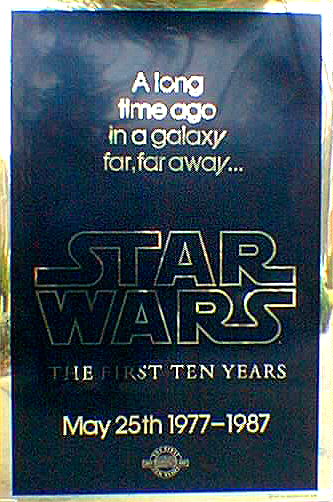 A long
time ago
in a galaxy
far, far away...
STAR
WARS
THE FIRST TEN YEARS
May 25th 1977–1987